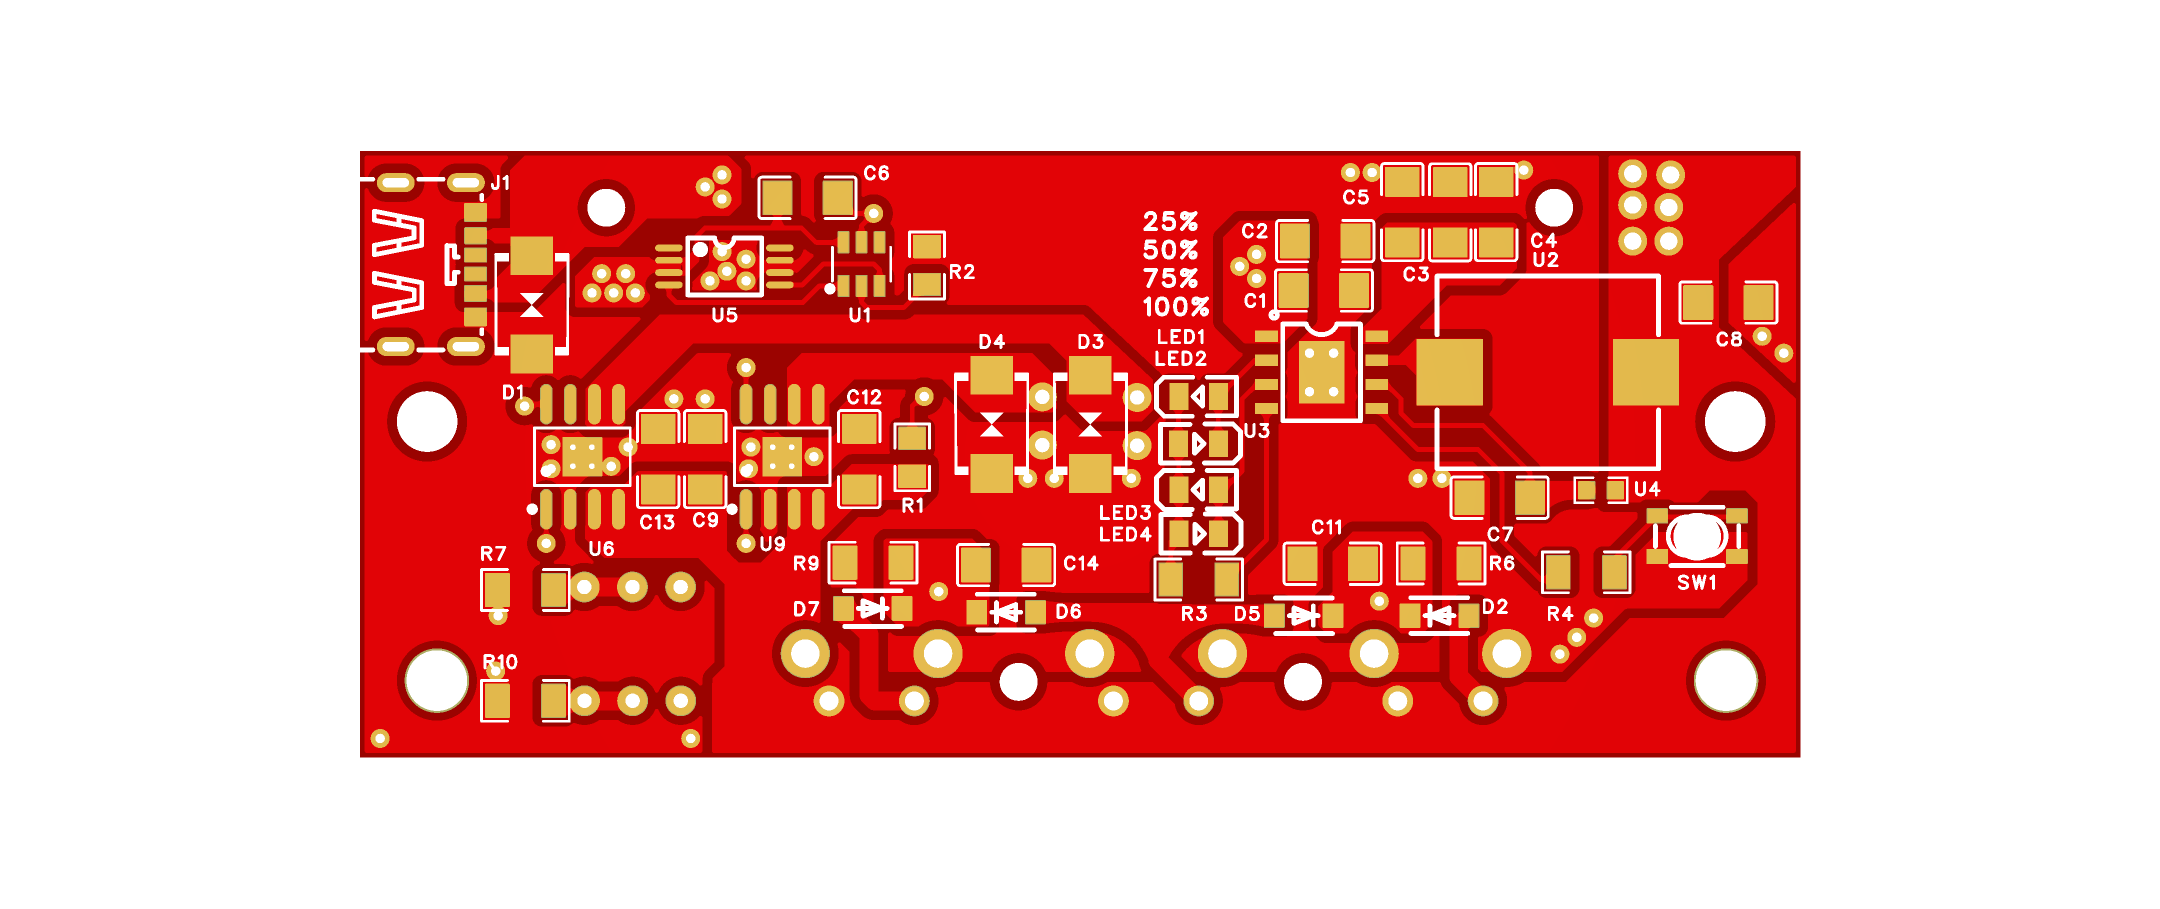 J1
C6
25%
50%
75%
100%
C5
C2
C4
U2
C3
C1
R2
U5
U1
C8
LED1
LED2
D4
D3
D1
C12
U3
R1
C13
C9
U6
U9
LED3
LED4
U4
C7
C11
R7
R9
C14
R6
SW1
R10
D7
D6
R3
D5
D2
R4